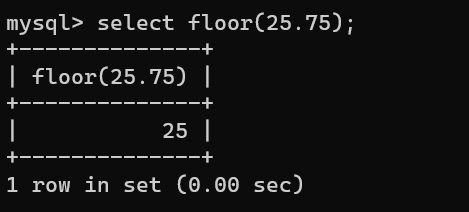 mysql> select floor(25.75);
+--------------+
| floor(25.75) |
+--------------+
|           25 |
+--------------+
1 row in set (0.00 sec)